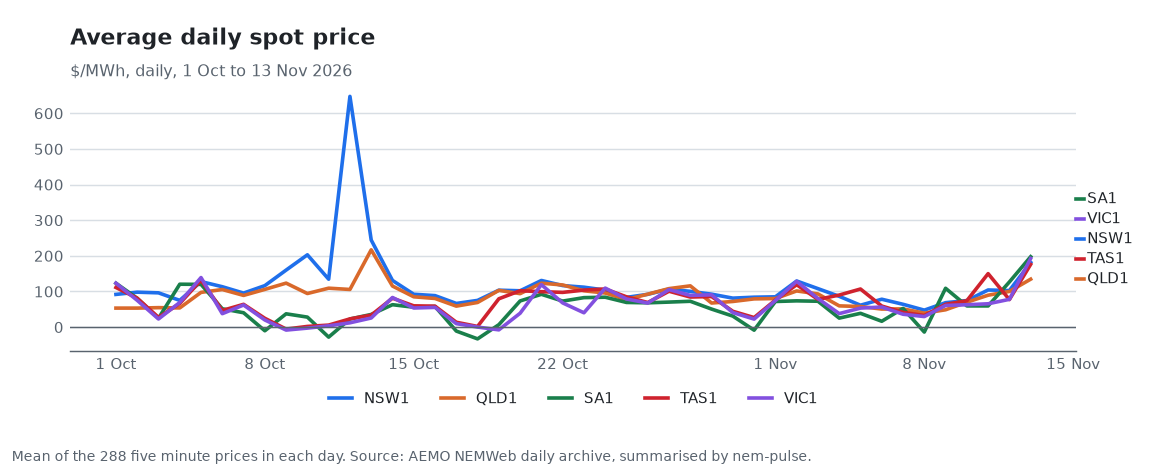 Average daily spot price
$/MWh, daily, 1 Oct to 13 Nov 2026
600
500
400
300
200
100
0
SA1
VIC1
NSW1
TAS1
QLD1
1 Oct 8 Oct 15 Oct 22 Oct 1 Nov 8 Nov 15 Nov
NSW1 QLD1 SA1 TAS1 VIC1
Mean of the 288 five minute prices in each day. Source: AEMO NEMWeb daily archive, summarised by nem-pulse.